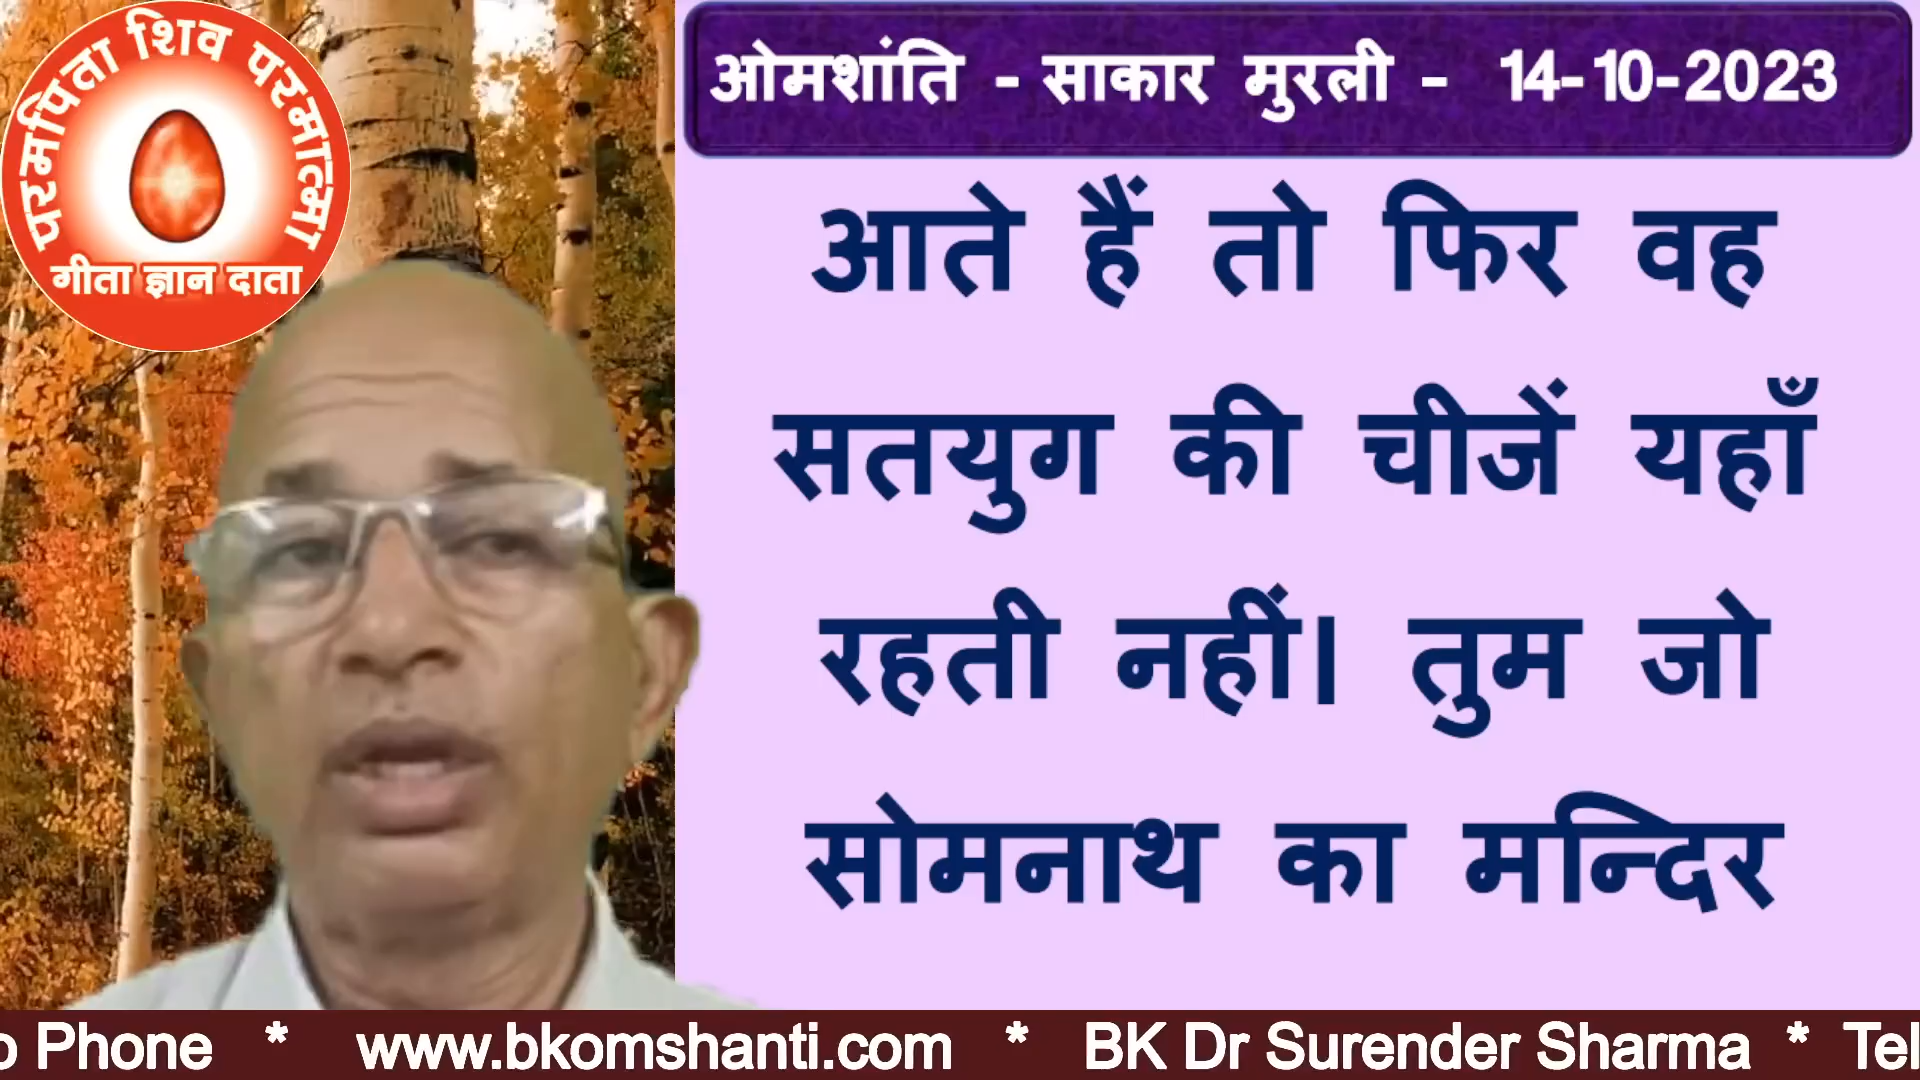 परमपिता शिव परमात्मा
गीता ज्ञान दाता
ओमशांति - साकार मुरली - 14-10-2023
आते हैं तो फिर वह
सतयुग की चीजें यहाँ
रहती नहीं। तुम जो
सोमनाथ का मन्दिर
o Phone * www.bkomshanti.com * BK Dr Surender Sharma * Tel